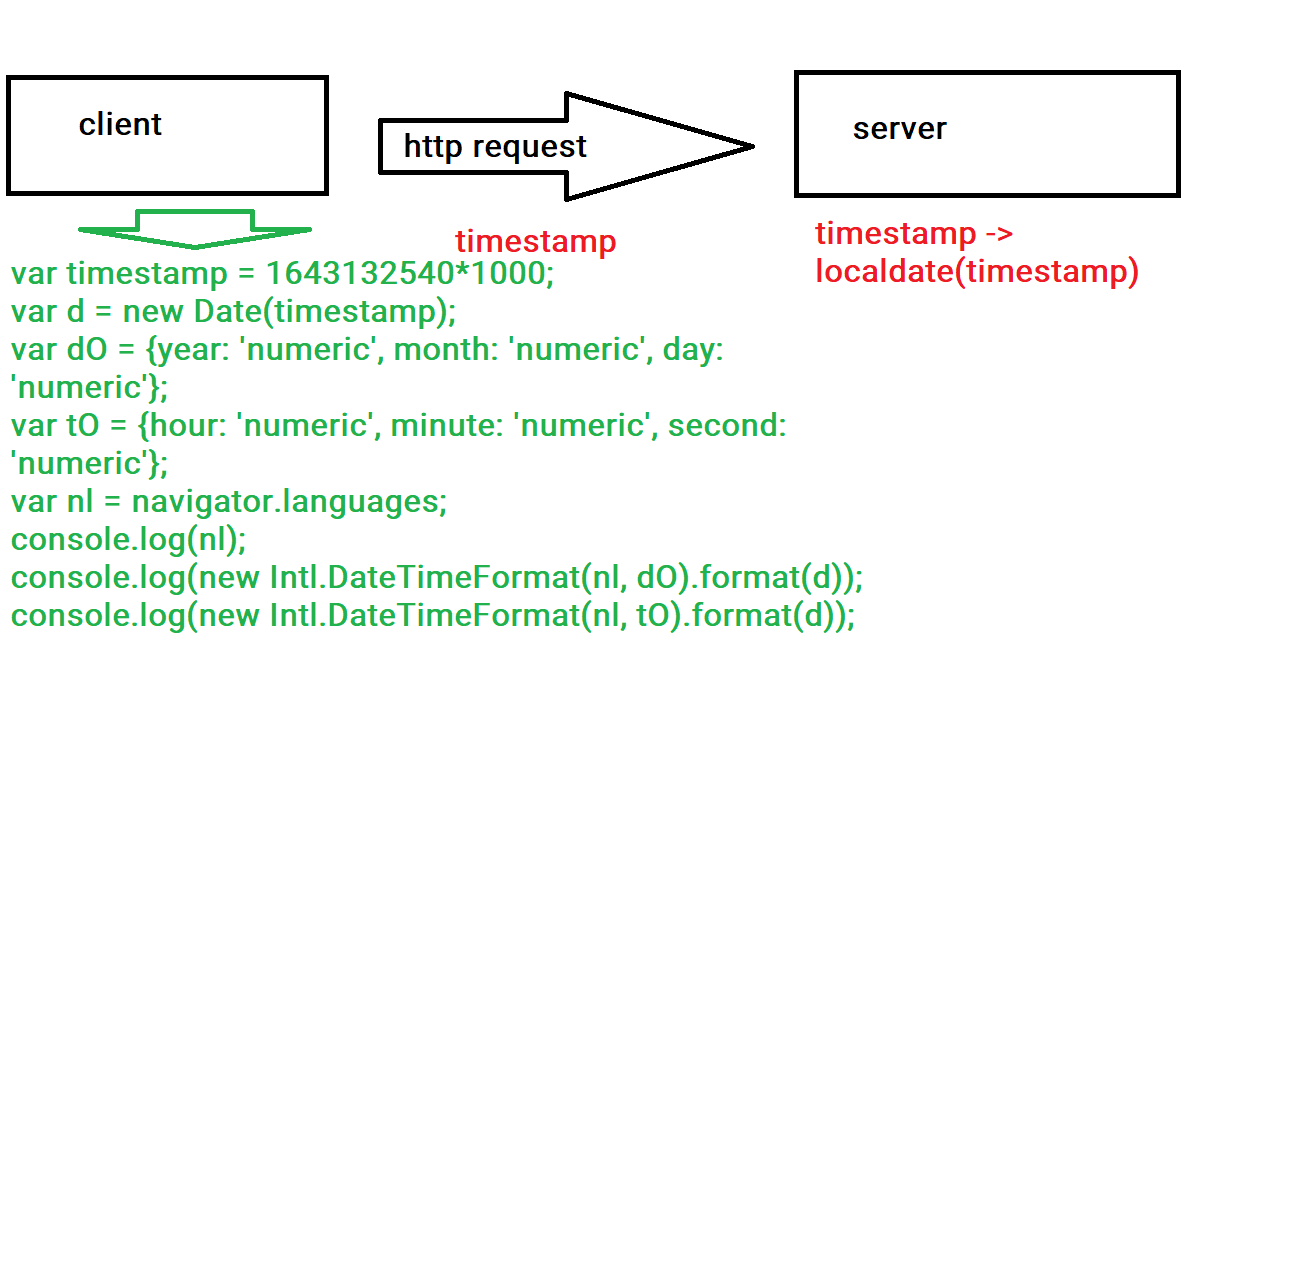 client
http request
server
timestamp
timestamp ->
localdate(timestamp)
var timestamp = 1643132540*1000;
var d = new Date(timestamp);
var dO = {year: 'numeric', month: 'numeric', day:
'numeric'};
var tO = {hour: 'numeric', minute: 'numeric', second:
'numeric'};
var nl = navigator.languages;
console.log(nl);
console.log(new Intl.DateTimeFormat(nl, dO).format(d));
console.log(new Intl.DateTimeFormat(nl, tO).format(d));